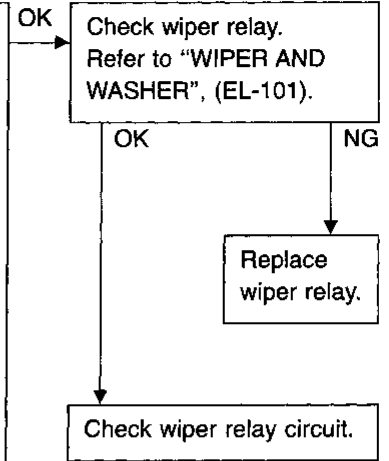 OK
Check wiper relay.
Refer to “WIPER AND
WASHER”, (EL-101).
OK
NG
Replace
wiper relay.
Check wiper relay circuit.